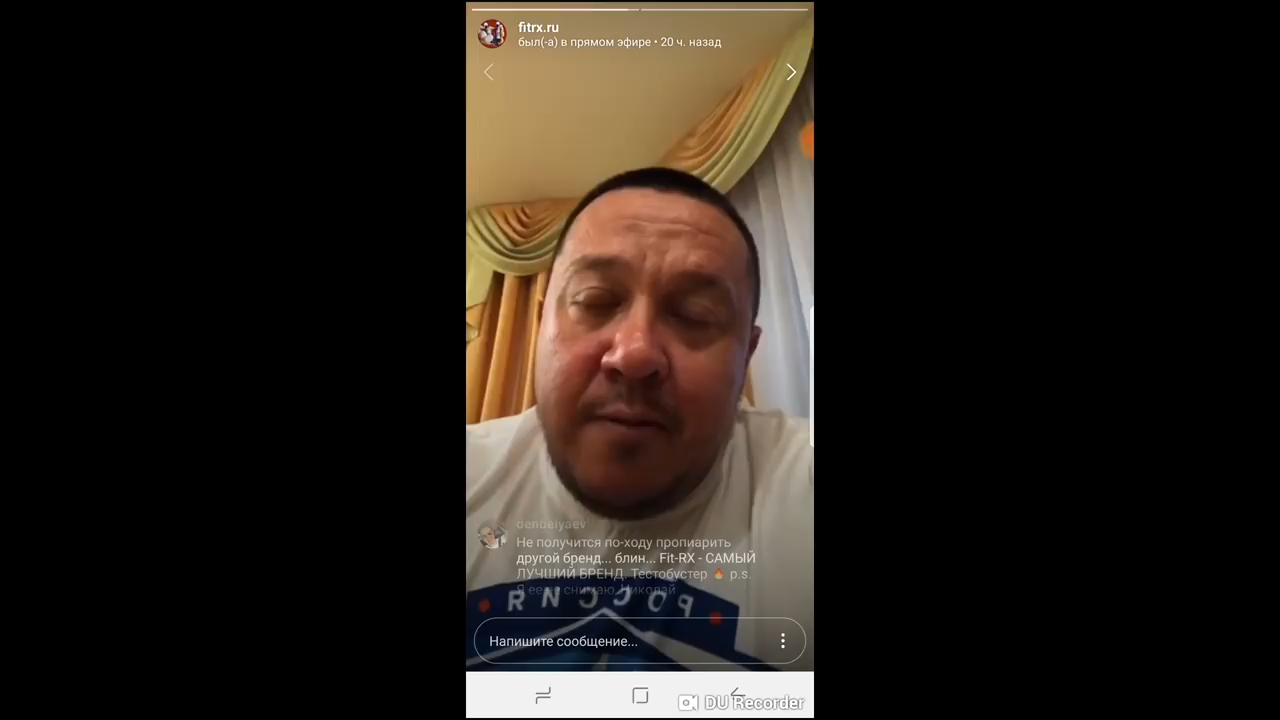 fitrx.ru
был(-а) в прямом эфире • 20 ч. назад
Не получится по-ходу пропиарить
другой бренд... блин... Fit-RX - САМЫЙ
ЛУЧШИЙ БРЕНД. Тестобустер 🔥 p.s.
Николай
Напишите сообщение...
DU Recorder